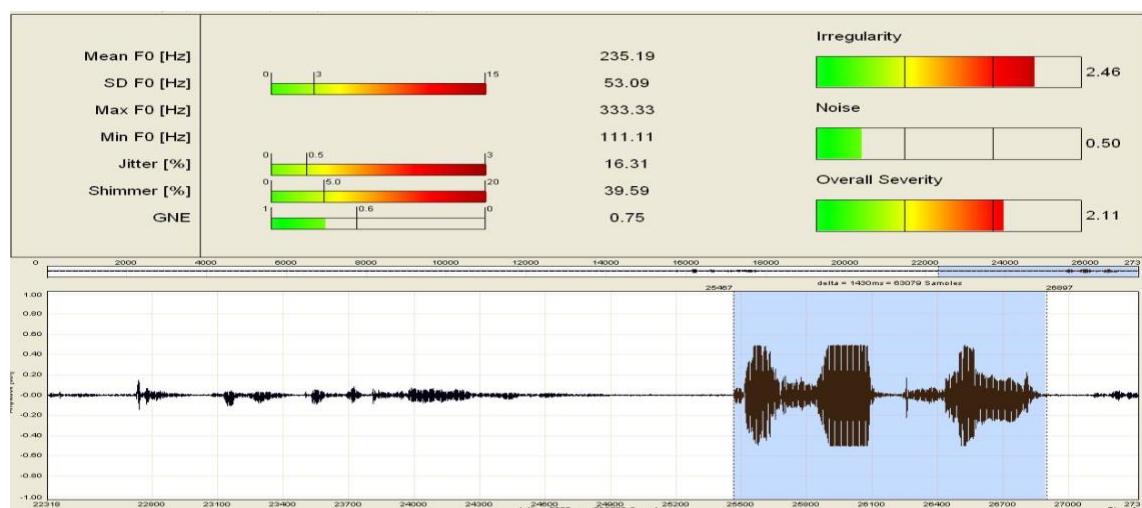 Irregularity
Mean F0 [Hz] 235.19
2.46
0 3 15
SD F0 [Hz] 53.09
Max F0 [Hz] 333.33
Noise
Min F0 [Hz] 111.11
0.50
0 0.5 3
Jitter [%] 16.31
0 5.0 20
Shimmer [%] 39.59
Overall Severity
1 0.6 0
GNE 0.75
2.11
0 2000 4000 6000 8000 10000 12000 14000 16000 18000 20000 22000 24000 26000 273
25467 delta = 1430ms = 63079 Samples 26897
1.00
0.80
0.60
0.40
0.20
-0.00
-0.20
-0.40
-0.60
-0.80
-1.00
22318 22800 23400 23700 24000 24300 24600 24900 25200 25500 25800 26100 26400 26700 27000 273